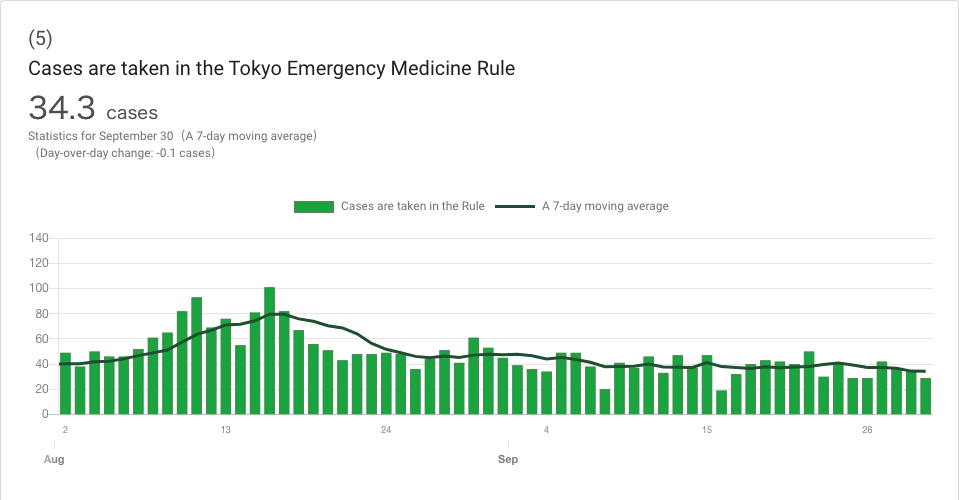 (5)
Cases are taken in the Tokyo Emergency Medicine Rule
34.3 cases
Statistics for September 30（A 7-day moving average）
（Day-over-day change: -0.1 cases）
Cases are taken in the Rule A 7-day moving average
140
120
100
80
60
40
20
0
2 13 24 4 15 26
Aug Sep